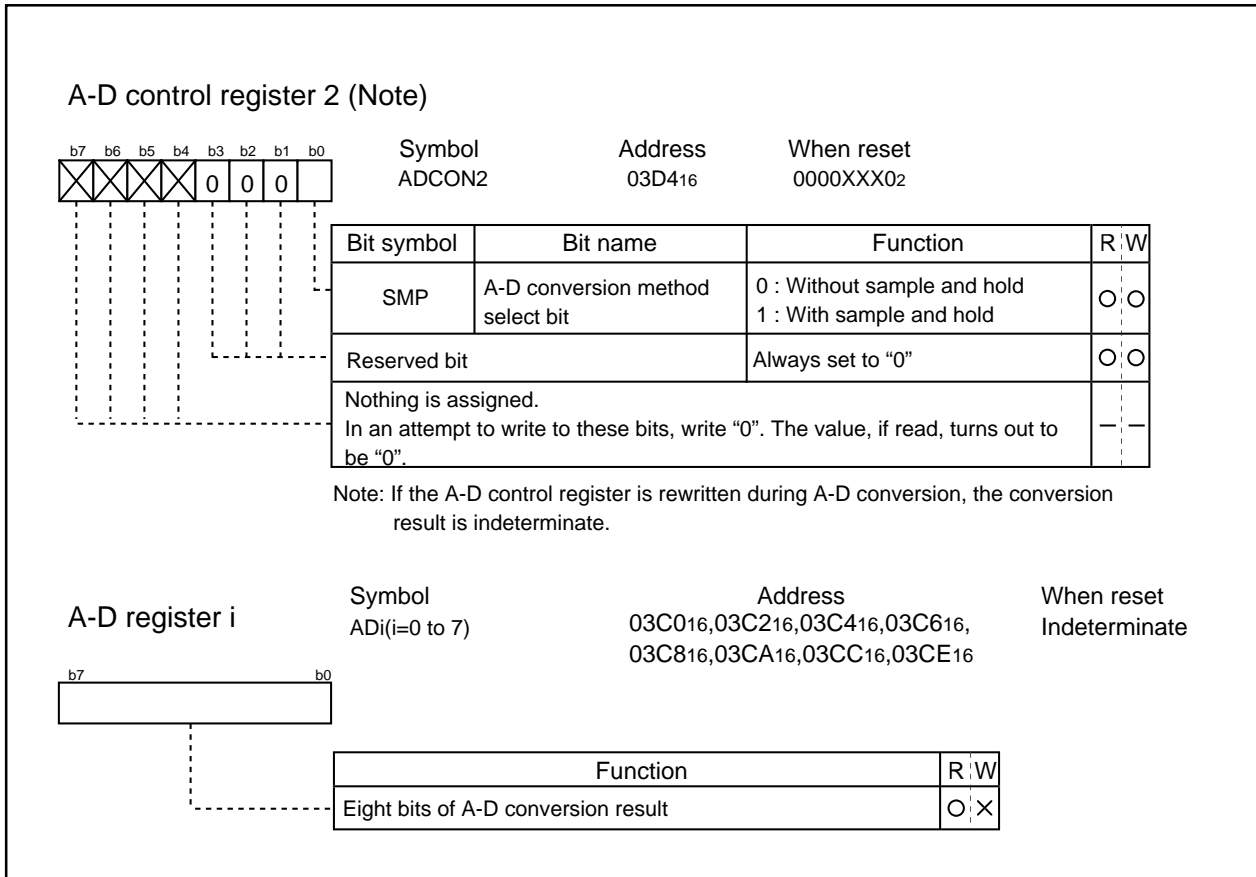 A-D control register 2 (Note)
b7 b6 b5 b4 b3 b2 b1 b0
0 0 0
Symbol Address When reset
ADCON2 03D416 0000XXX02
Bit symbol Bit name Function R W
SMP A-D conversion method select bit 0 : Without sample and hold 1 : With sample and hold
Reserved bit Always set to “0”
Nothing is assigned.
In an attempt to write to these bits, write “0”. The value, if read, turns out to
be “0”.
Note: If the A-D control register is rewritten during A-D conversion, the conversion
result is indeterminate.
A-D register i
Symbol Address When reset
ADi(i=0 to 7) 03C016,03C216,03C416,03C616, Indeterminate
03C816,03CA16,03CC16,03CE16
b7 b0
Function R W
Eight bits of A-D conversion result